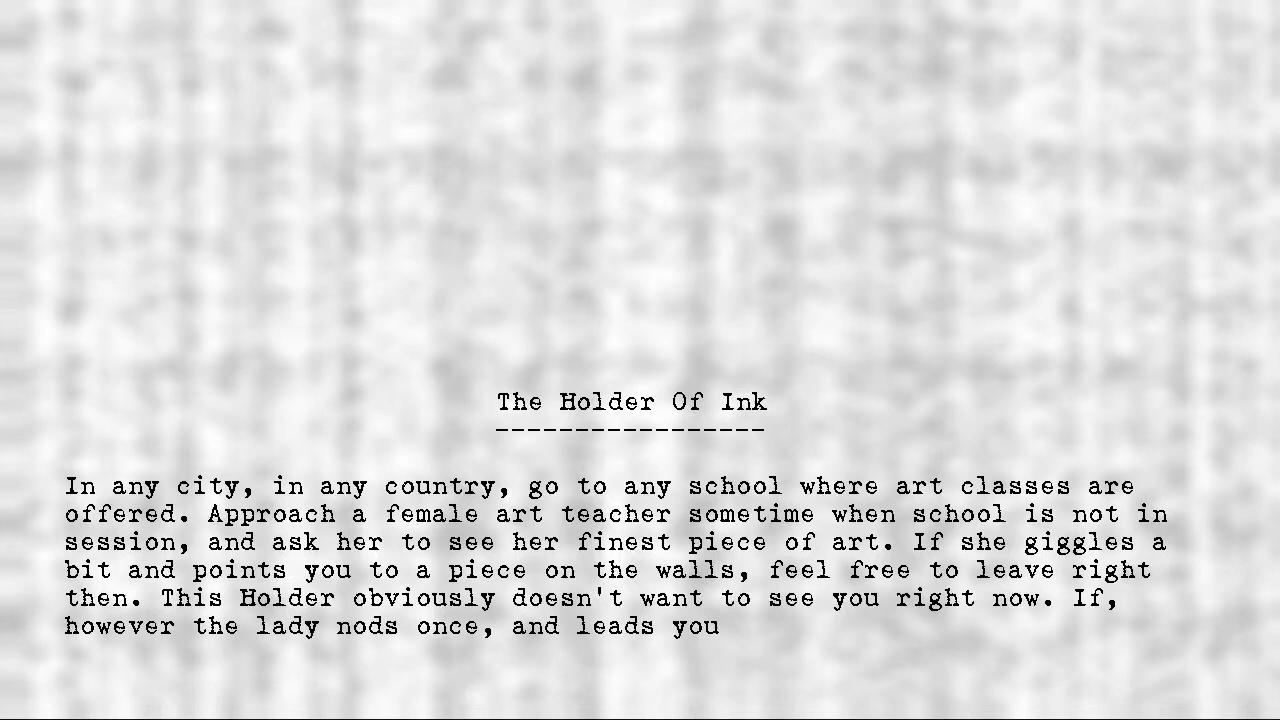 The Holder Of Ink
-----------------
In any city, in any country, go to any school where art classes are
offered. Approach a female art teacher sometime when school is not in
session, and ask her to see her finest piece of art. If she giggles a
bit and points you to a piece on the walls, feel free to leave right
then. This Holder obviously doesn't want to see you right now. If,
however the lady nods once, and leads you